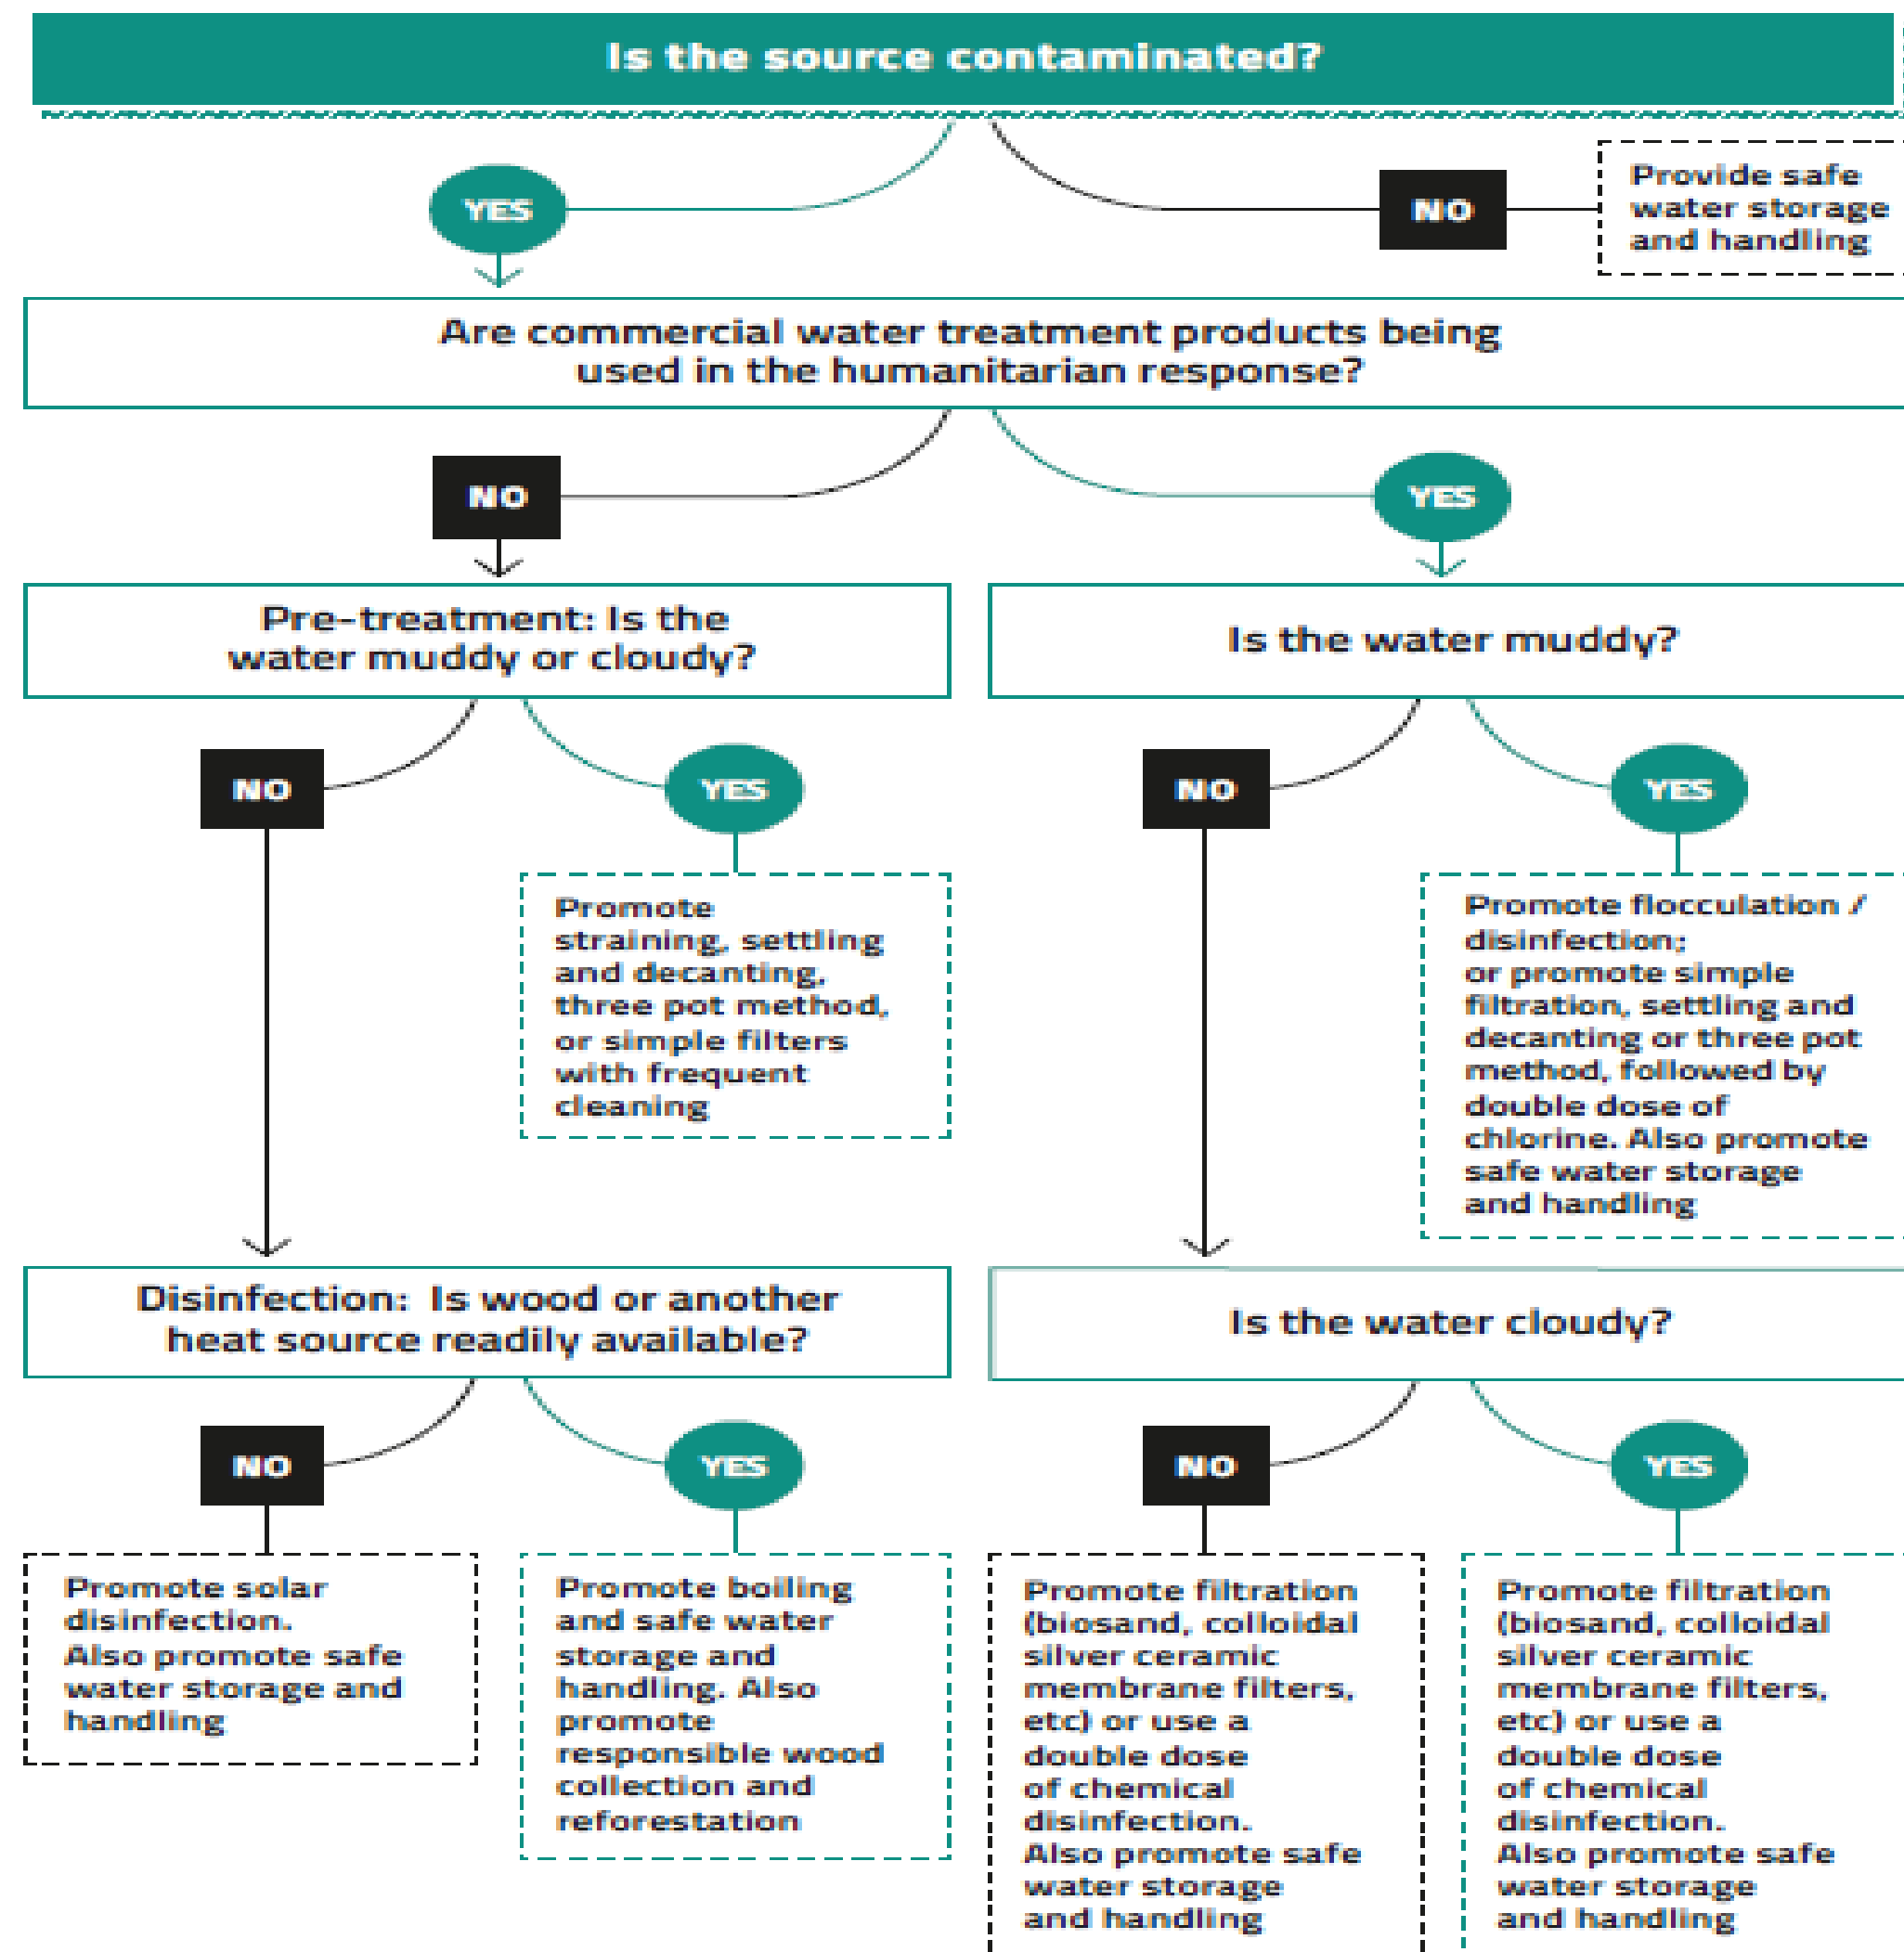 Is the source contaminated?
YES
NO
Provide safe
water storage
and handling
Are commercial water treatment products being
used in the humanitarian response?
NO
YES
Pre-treatment: Is the
water muddy or cloudy?
Is the water muddy?
NO
YES
NO
YES
Promote
straining, settling
and decanting,
three pot method,
or simple filters
with frequent
cleaning
Promote flocculation /
disinfection;
or promote simple
filtration, settling and
decanting or three pot
method, followed by
double dose of
chlorine. Also promote
safe water storage
and handling
Disinfection: Is wood or another
heat source readily available?
Is the water cloudy?
NO
YES
NO
YES
Promote solar
disinfection.
Also promote safe
water storage and
handling
Promote boiling
and safe water
storage and
handling. Also
promote
responsible wood
collection and
reforestation
Promote filtration
(biosand, colloidal
silver ceramic
membrane filters,
etc) or use a
double dose
of chemical
disinfection.
Also promote safe
water storage
and handling
Promote filtration
(biosand, colloidal
silver ceramic
membrane filters,
etc) or use a
double dose
of chemical
disinfection.
Also promote safe
water storage
and handling